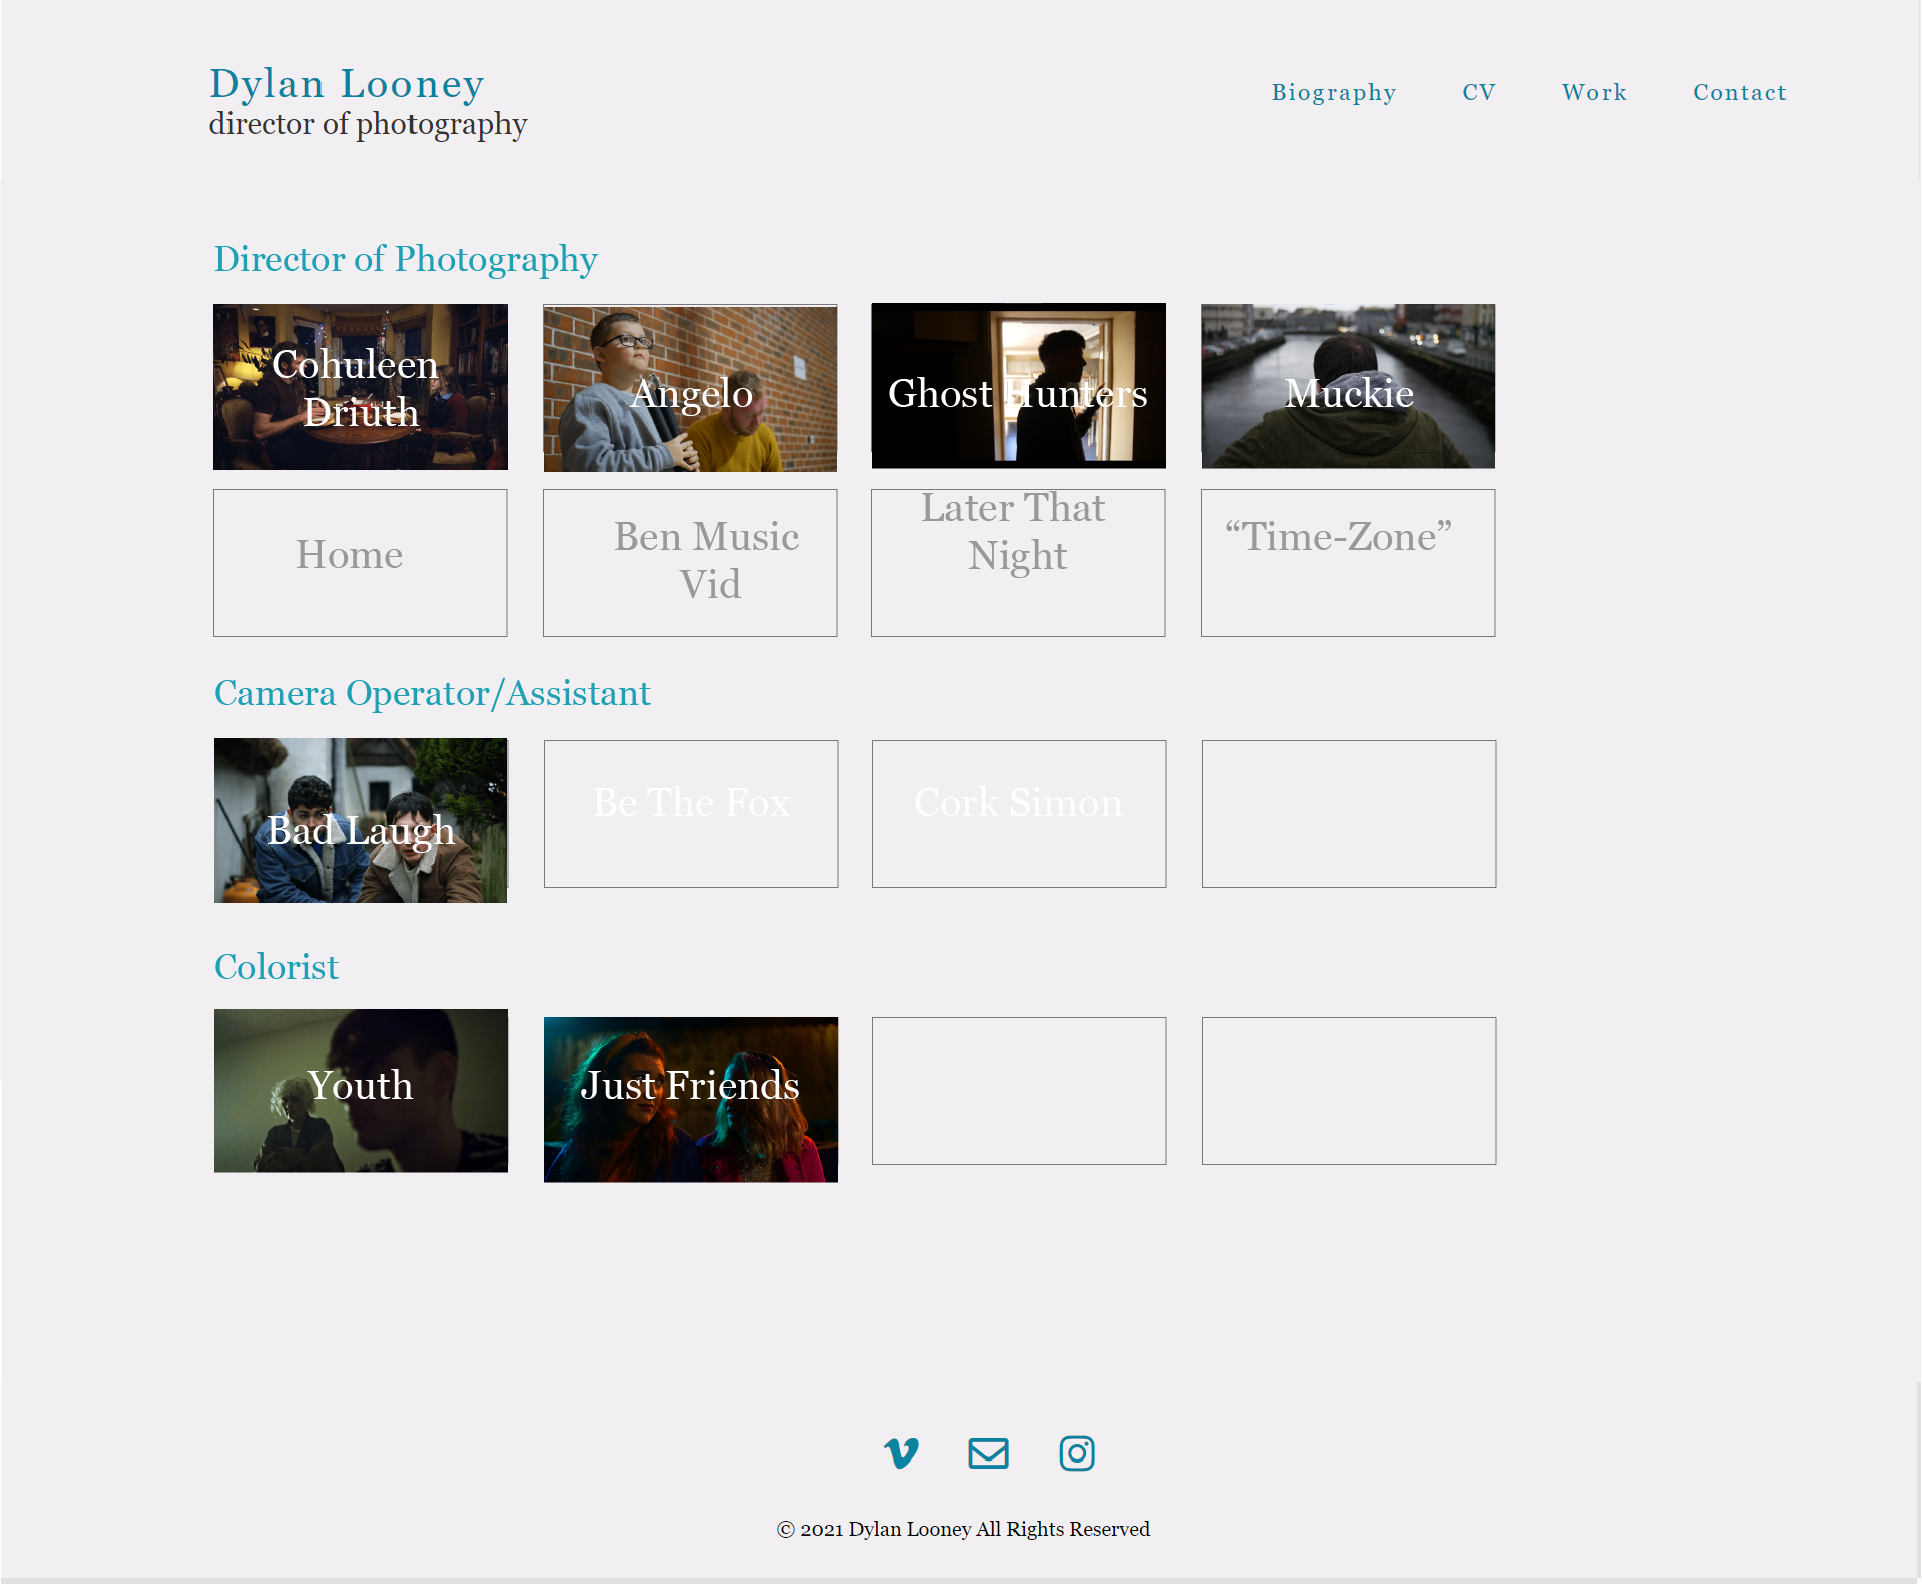 Dylan Looney
director of photography
Biography CV Work Contact
Director of Photography
Cohuleen
Driuth
Angelo
Ghost Hunters
Muckie
Home
Ben Music
Vid
Later That
Night
“Time-Zone”
Camera Operator/Assistant
Bad Laugh
Be The Fox
Cork Simon
Colorist
Youth
Just Friends
© 2021 Dylan Looney All Rights Reserved